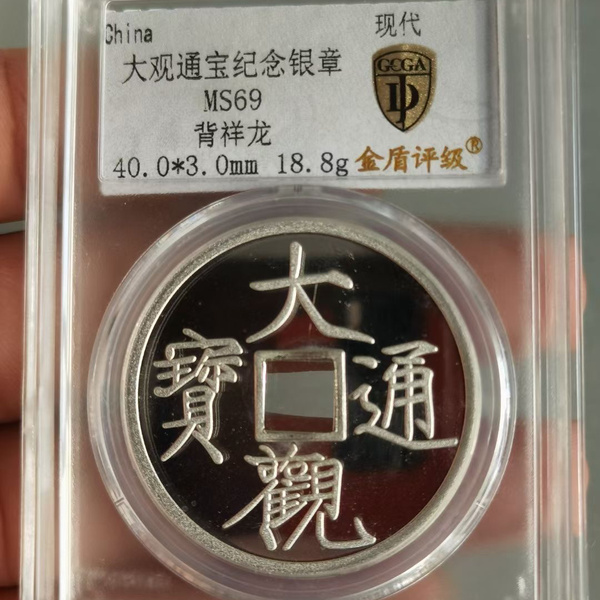 China
现代
大观通宝纪念银章
GCGA
MS69
背祥龙
40.0*3.0mm 18.8g
金盾评级®
大
寶 通
觀